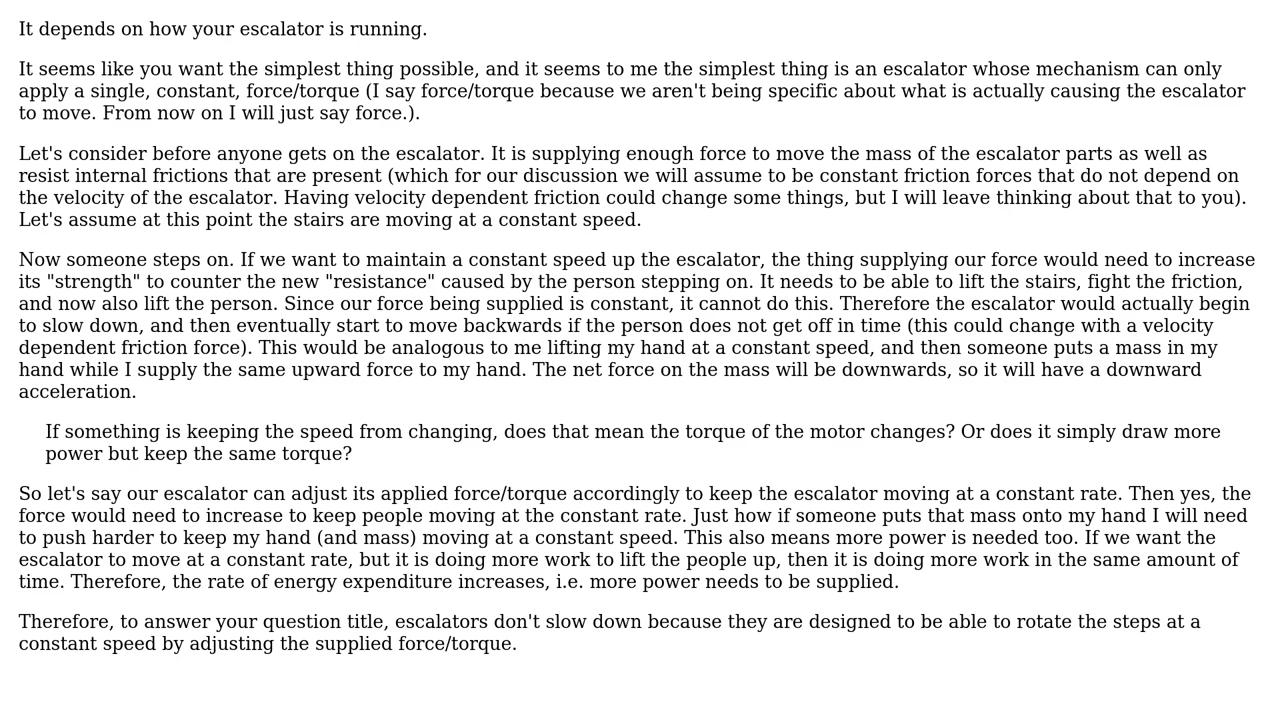 It depends on how your escalator is running.
It seems like you want the simplest thing possible, and it seems to me the simplest thing is an escalator whose mechanism can only
apply a single, constant, force/torque (I say force/torque because we aren't being specific about what is actually causing the escalator
to move. From now on I will just say force.).
Let's consider before anyone gets on the escalator. It is supplying enough force to move the mass of the escalator parts as well as
resist internal frictions that are present (which for our discussion we will assume to be constant friction forces that do not depend on
the velocity of the escalator. Having velocity dependent friction could change some things, but I will leave thinking about that to you).
Let's assume at this point the stairs are moving at a constant speed.
Now someone steps on. If we want to maintain a constant speed up the escalator, the thing supplying our force would need to increase
its "strength" to counter the new "resistance" caused by the person stepping on. It needs to be able to lift the stairs, fight the friction,
and now also lift the person. Since our force being supplied is constant, it cannot do this. Therefore the escalator would actually begin
to slow down, and then eventually start to move backwards if the person does not get off in time (this could change with a velocity
dependent friction force). This would be analogous to me lifting my hand at a constant speed, and then someone puts a mass in my
hand while I supply the same upward force to my hand. The net force on the mass will be downwards, so it will have a downward
acceleration.
If something is keeping the speed from changing, does that mean the torque of the motor changes? Or does it simply draw more
power but keep the same torque?
So let's say our escalator can adjust its applied force/torque accordingly to keep the escalator moving at a constant rate. Then yes, the
force would need to increase to keep people moving at the constant rate. Just how if someone puts that mass onto my hand I will need
to push harder to keep my hand (and mass) moving at a constant speed. This also means more power is needed too. If we want the
escalator to move at a constant rate, but it is doing more work to lift the people up, then it is doing more work in the same amount of
time. Therefore, the rate of energy expenditure increases, i.e. more power needs to be supplied.
Therefore, to answer your question title, escalators don't slow down because they are designed to be able to rotate the steps at a
constant speed by adjusting the supplied force/torque.